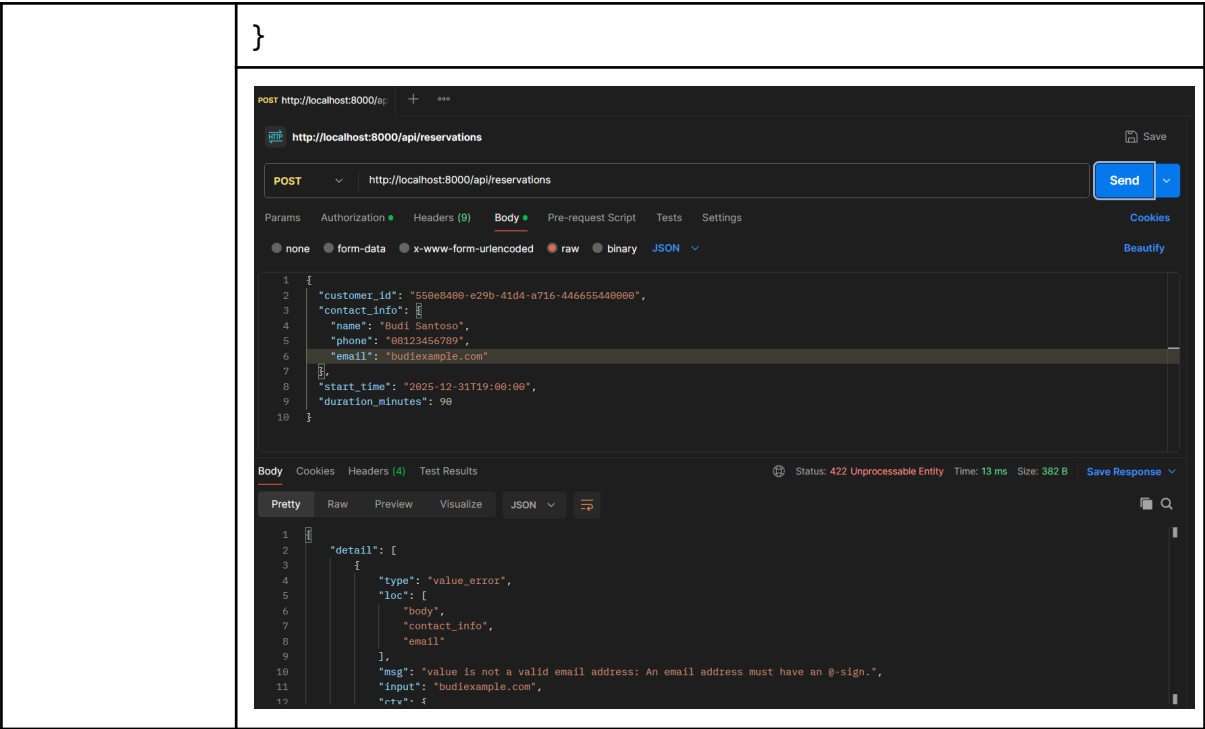 }
POST http://localhost:8000/ap
HTTP http://localhost:8000/api/reservations Save
POST http://localhost:8000/api/reservations Send
Params Authorization Headers (9) Body Pre-request Script Tests Settings Cookies
none form-data x-www-form-urlencoded raw binary JSON Beautify
1 {
2 "customer_id": "550e8400-e29b-41d4-a716-446655440000",
3 "contact_info": {
4 "name": "Budi Santoso",
5 "phone": "08123456789",
6 "email": "budiexample.com"
7 },
8 "start_time": "2025-12-31T19:00:00",
9 "duration_minutes": 90
10 }
Body Cookies Headers (4) Test Results Status: 422 Unprocessable Entity Time: 13 ms Size: 382 B Save Response
Pretty Raw Preview Visualize JSON
1 {
2 "detail": [
3 {
4 "type": "value_error",
5 "loc": [
6 "body",
7 "contact_info",
8 "email"
9 ],
10 "msg": "value is not a valid email address: An email address must have an @-sign.",
11 "input": "budiexample.com",
12 "ctx": {